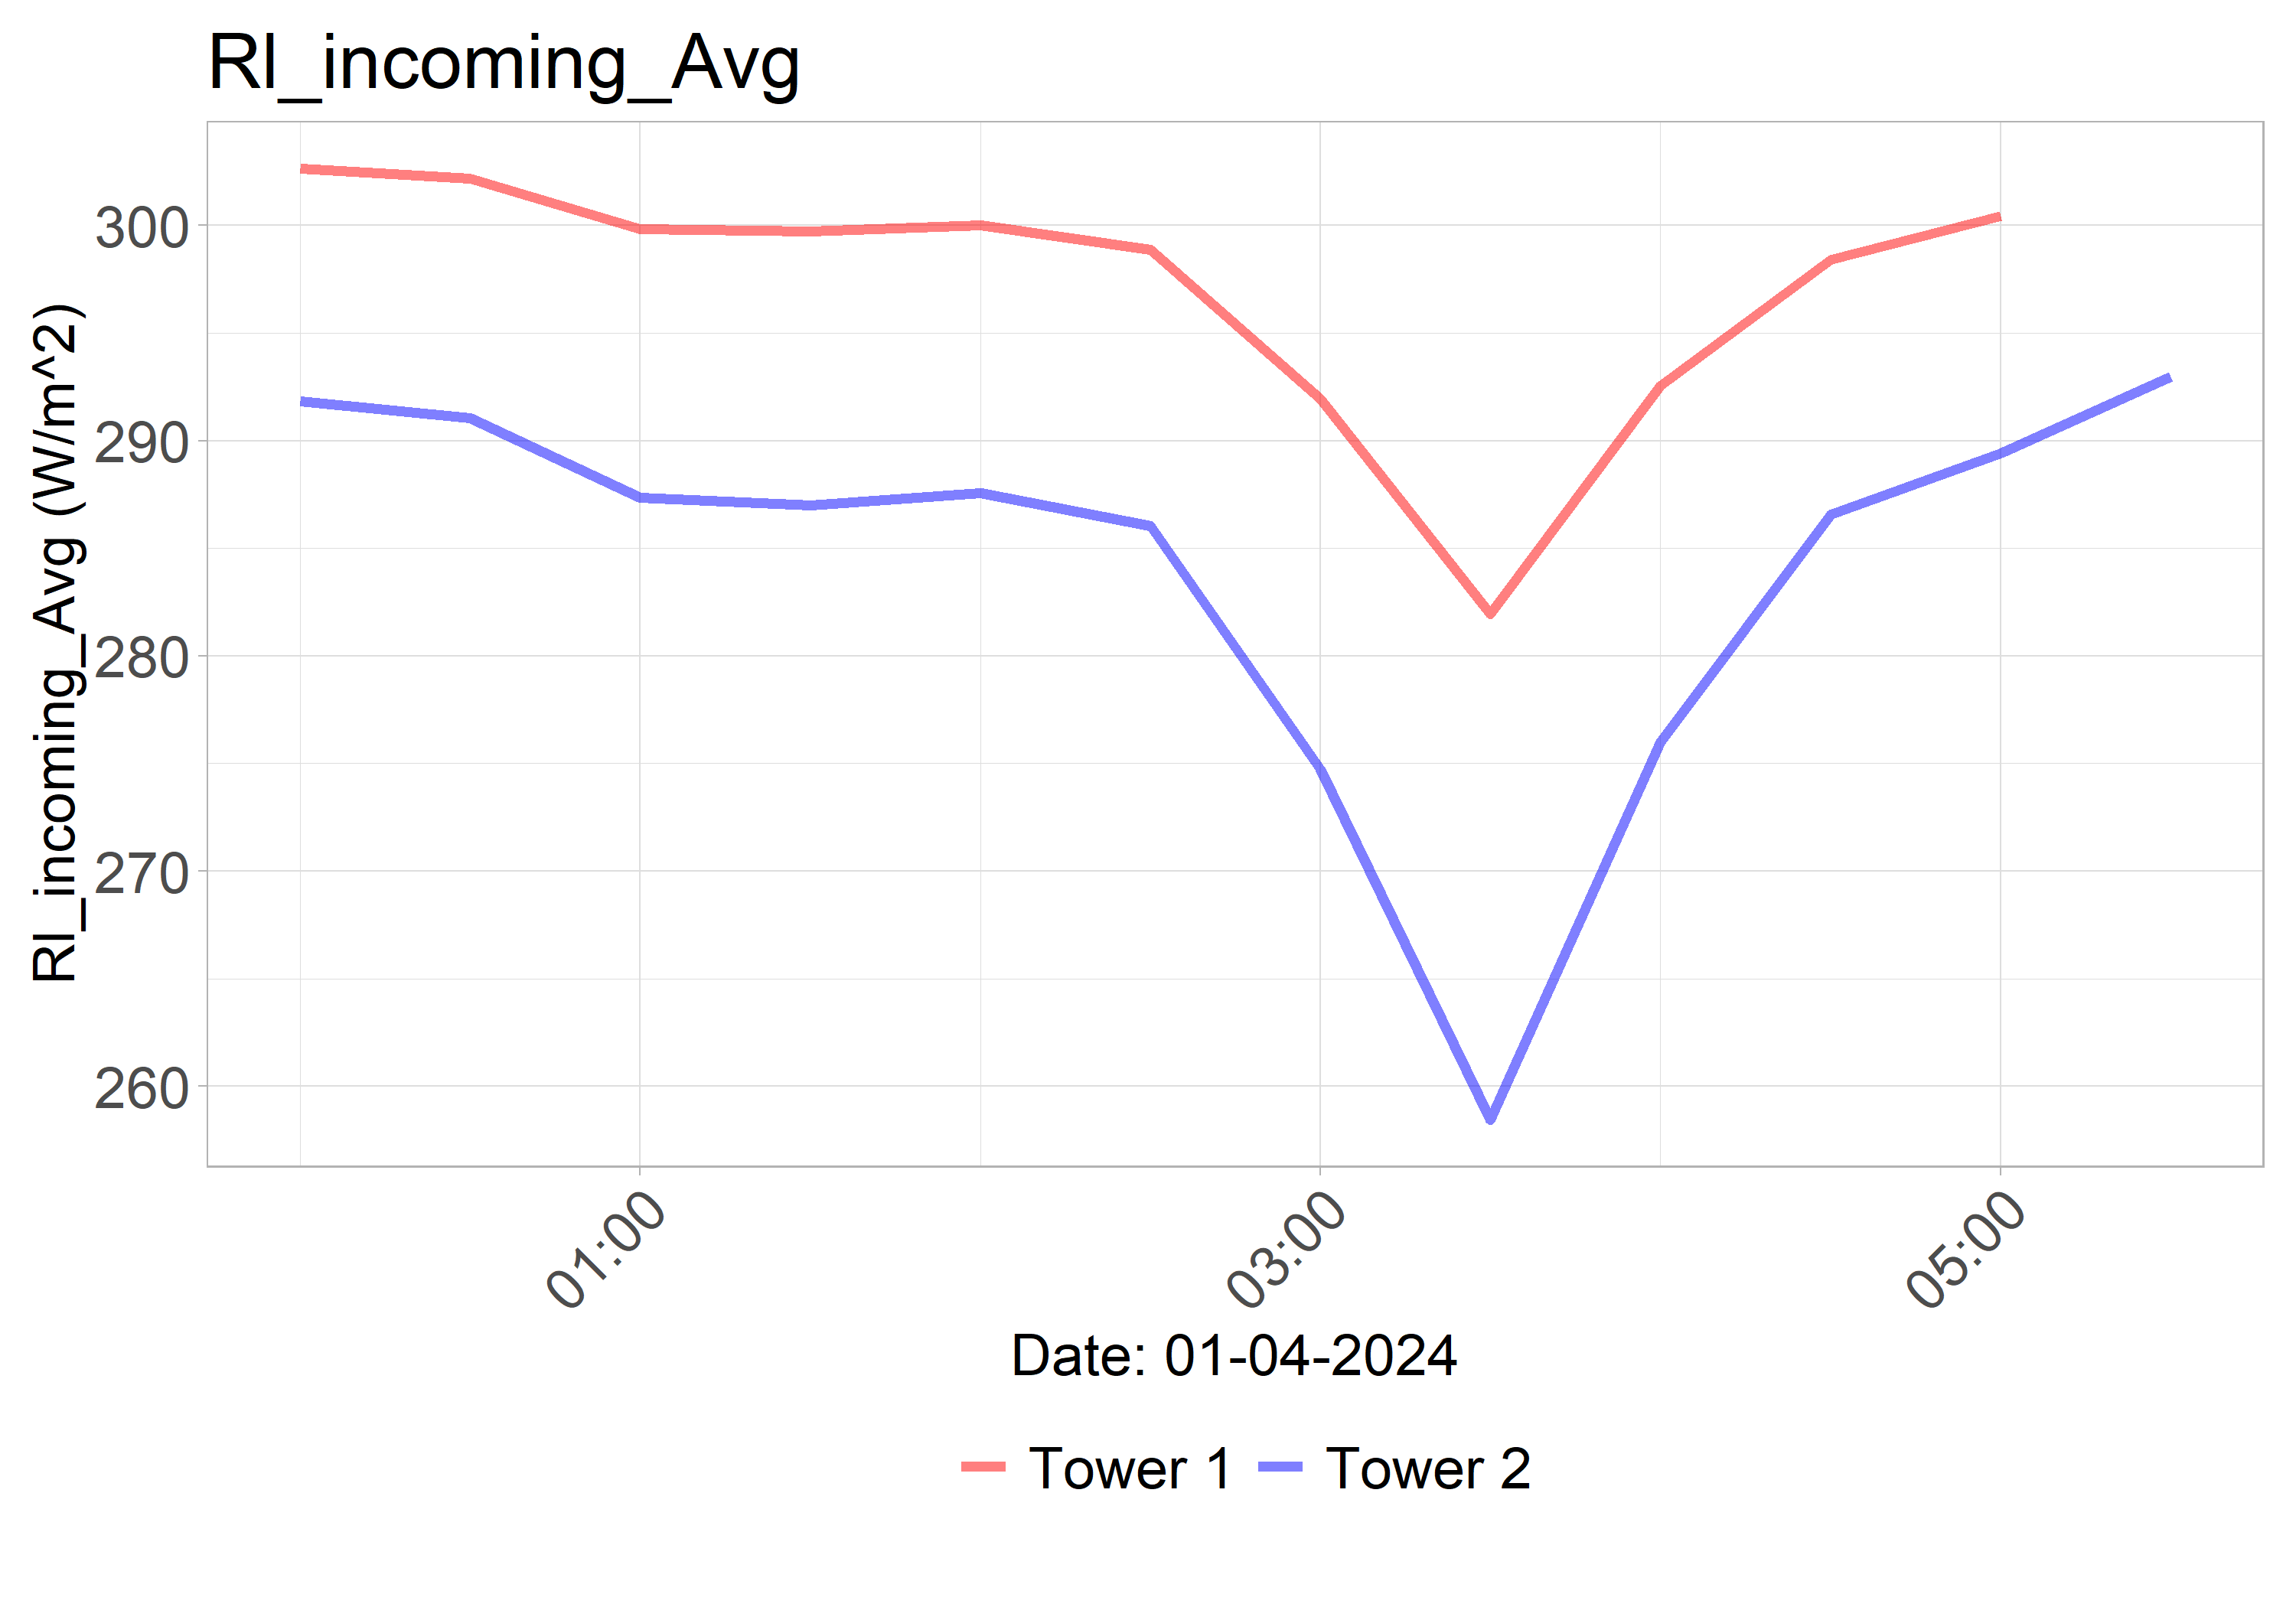 Rl_incoming_Avg
Rl_incoming_Avg (W/m^2)
300
290
280
270
260
01:00
03:00
05:00
Date: 01-04-2024
Tower 1
Tower 2